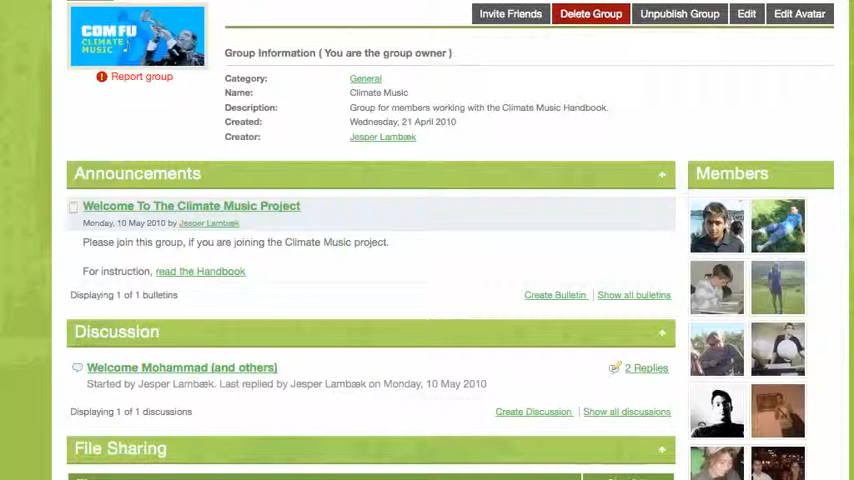 Invite Friends Delete Group Unpublish Group Edit Edit Avatar
COM FU
CLIMATE
MUSIC
Report group
Group Information ( You are the group owner )
Category: General
Name: Climate Music
Description: Group for members working with the Climate Music Handbook.
Created: Wednesday, 21 April 2010
Creator: Jesper Lambæk
Announcements
Welcome To The Climate Music Project
Monday, 10 May 2010 by Jesper Lambæk
Please join this group, if you are joining the Climate Music project.
For instruction, read the Handbook
Displaying 1 of 1 bulletins Create Bulletin | Show all bulletins
Discussion
Welcome Mohammad (and others) 2 Replies
Started by Jesper Lambæk. Last replied by Jesper Lambæk on Monday, 10 May 2010
Displaying 1 of 1 discussions Create Discussion | Show all discussions
File Sharing
Members